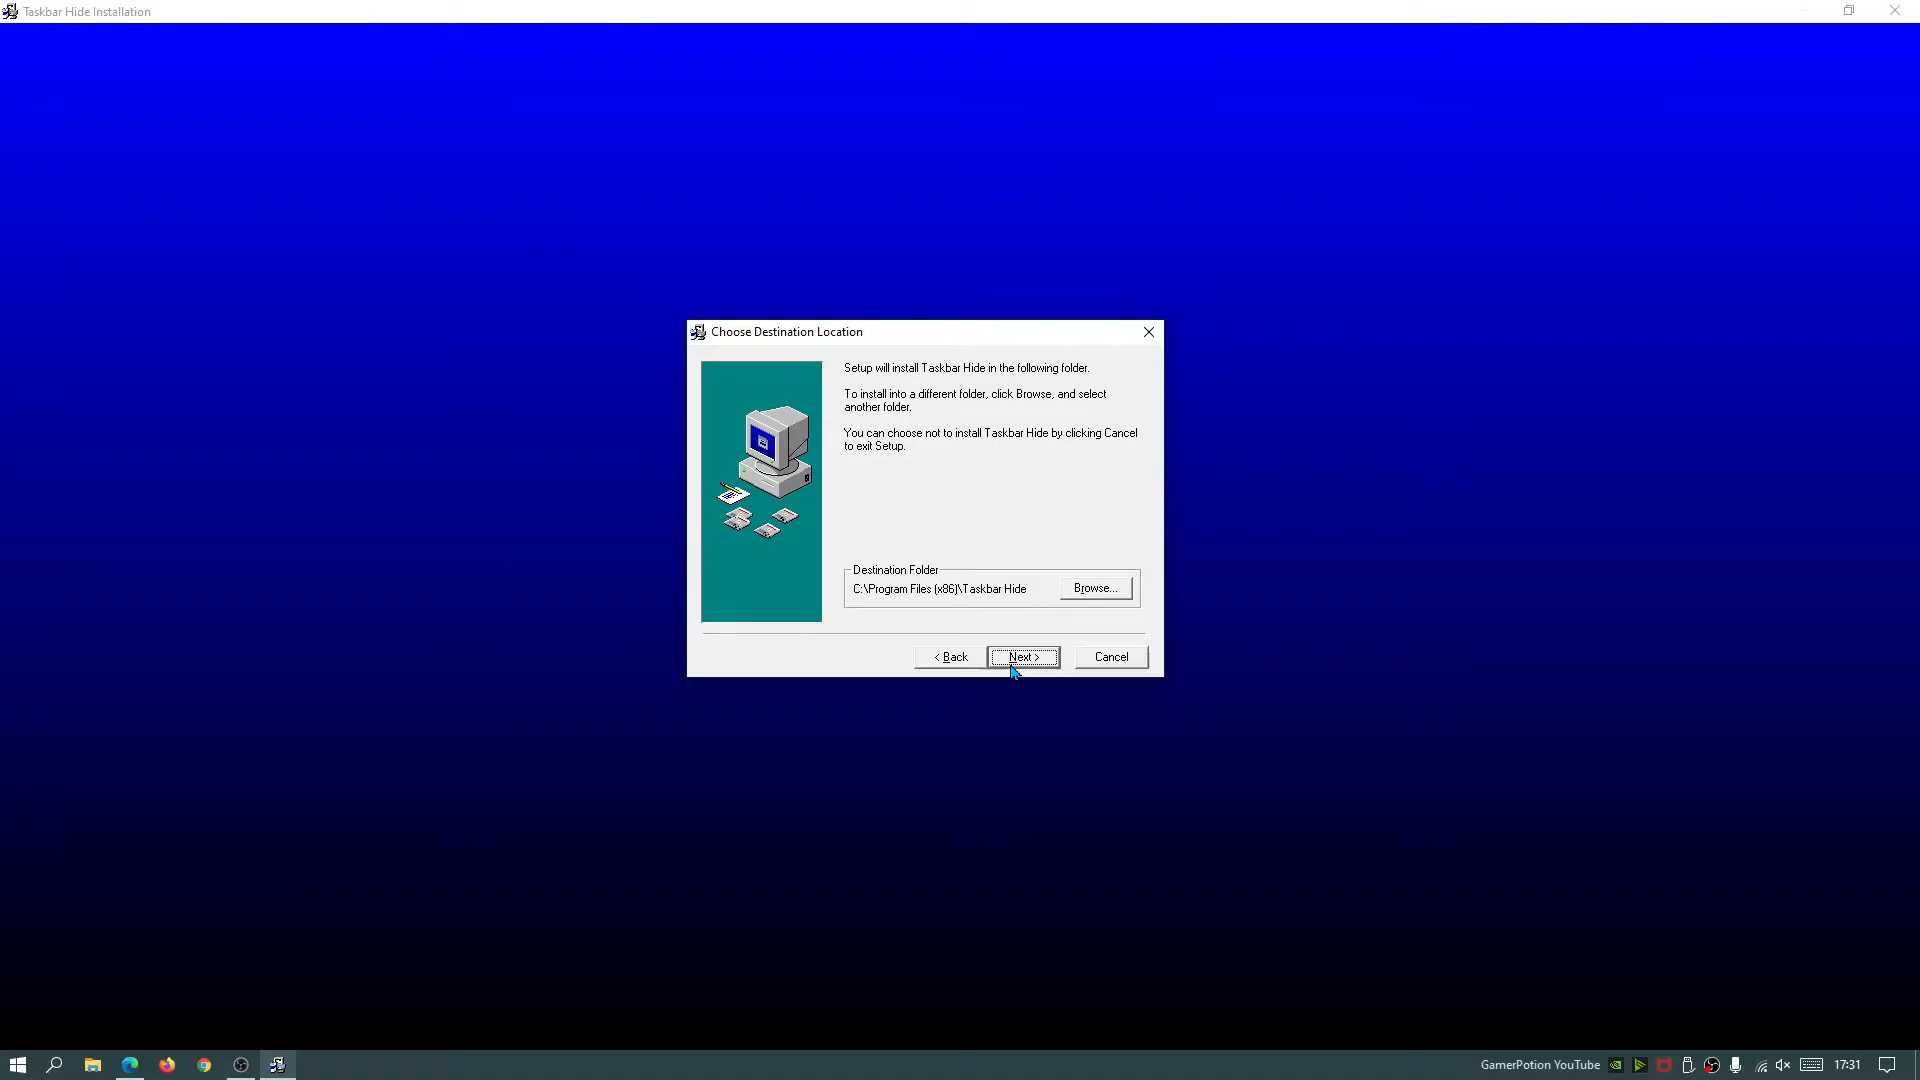 Taskbar Hide Installation
Choose Destination Location
Setup will install Taskbar Hide in the following folder.
To install into a different folder, click Browse, and select
another folder.
You can choose not to install Taskbar Hide by clicking Cancel
to exit Setup.
Destination Folder
C:\Program Files (x86)\Taskbar Hide
Browse...
< Back
Next >
Cancel
GamerPotion YouTube
17:31